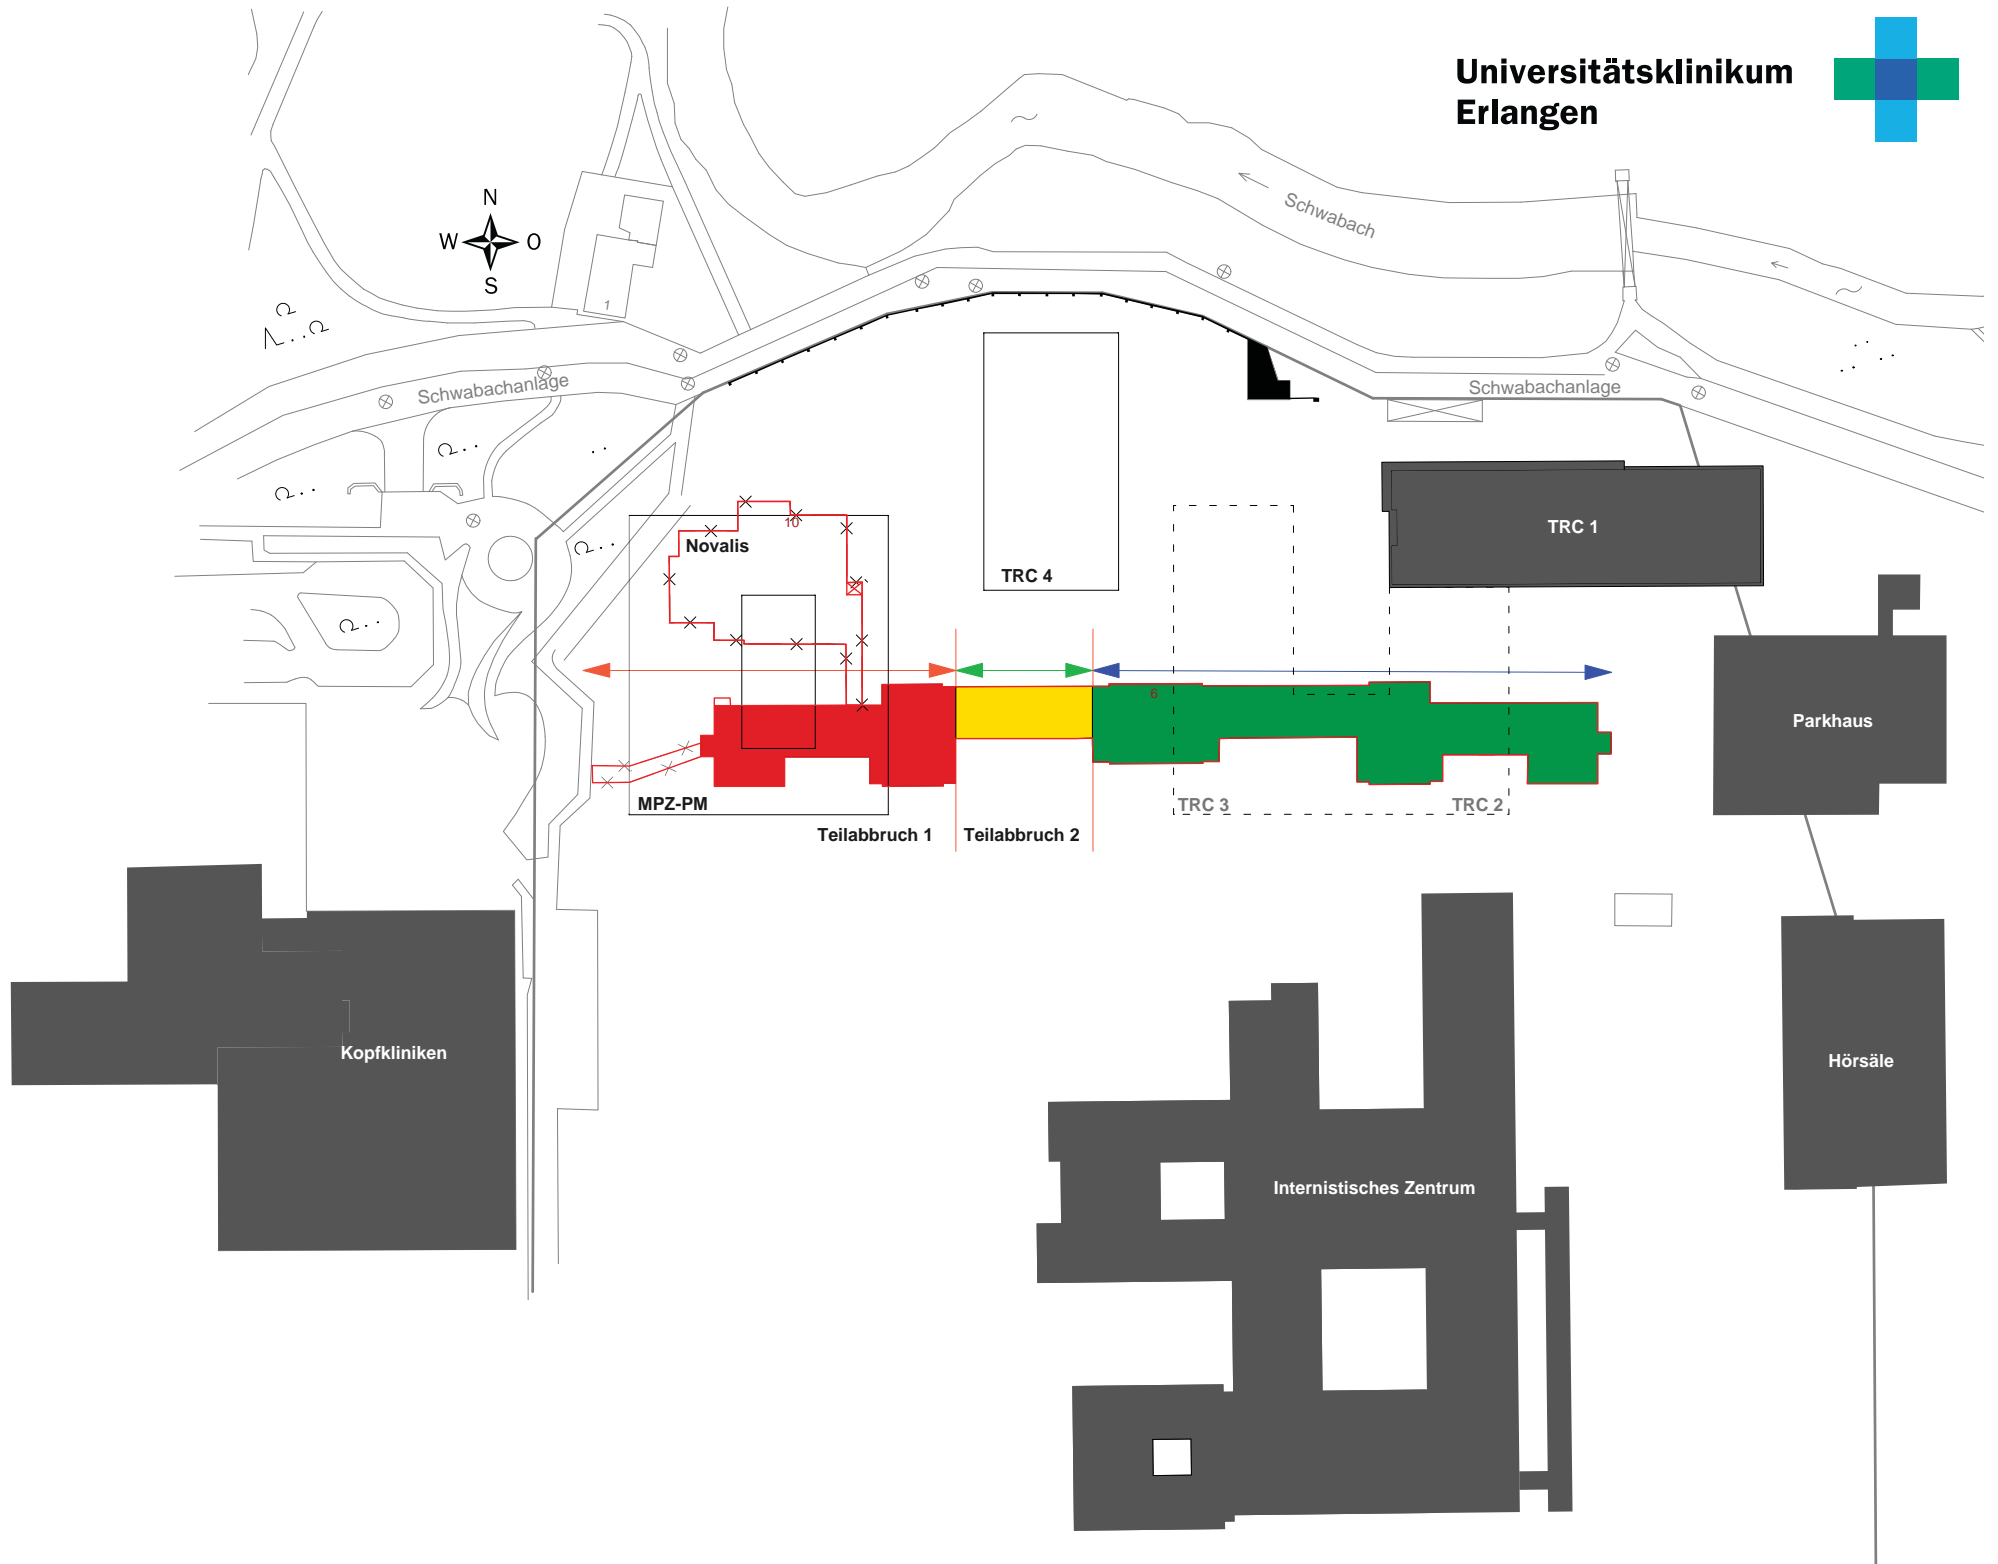 Universitätsklinikum
Erlangen
N
W O
S
1
Schwabach
Schwabachanlage
Schwabachanlage
10
Novalis
TRC 4
TRC 1
6
Parkhaus
MPZ-PM
TRC 3
TRC 2
Teilabbruch 1
Teilabbruch 2
Kopfkliniken
Hörsäle
Internistisches Zentrum